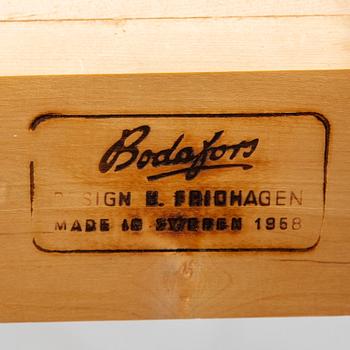 Bodafors
DESIGN B. FRIDHAGEN
MADE IN SWEDEN 1958